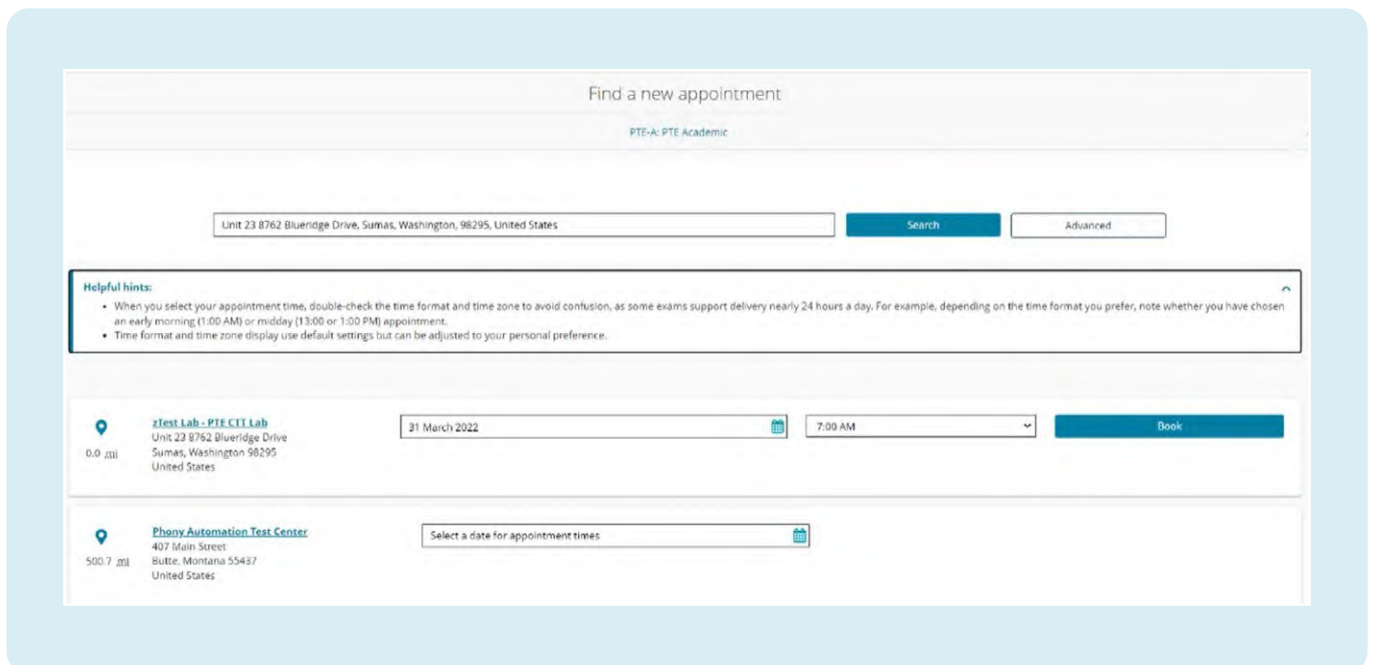 Find a new appointment
PTE-A: PTE Academic
Unit 23 8762 Blueridge Drive, Sumas, Washington, 98295, United States
Search
Advanced
Helpful hints:
• When you select your appointment time, double-check the time format and time zone to avoid confusion, as some exams support delivery nearly 24 hours a day. For example, depending on the time format you prefer, note whether you have chosen
an early morning (1:00 AM) or midday (13:00 or 1:00 PM) appointment.
• Time format and time zone display use default settings but can be adjusted to your personal preference.
zTest Lab - PTE CTT Lab
Unit 23 8762 Blueridge Drive
Sumas, Washington 98295
United States
0.0 mi
31 March 2022
7:00 AM
Book
Phony Automation Test Center
407 Main Street
Butte, Montana 55437
United States
500.7 mi
Select a date for appointment times